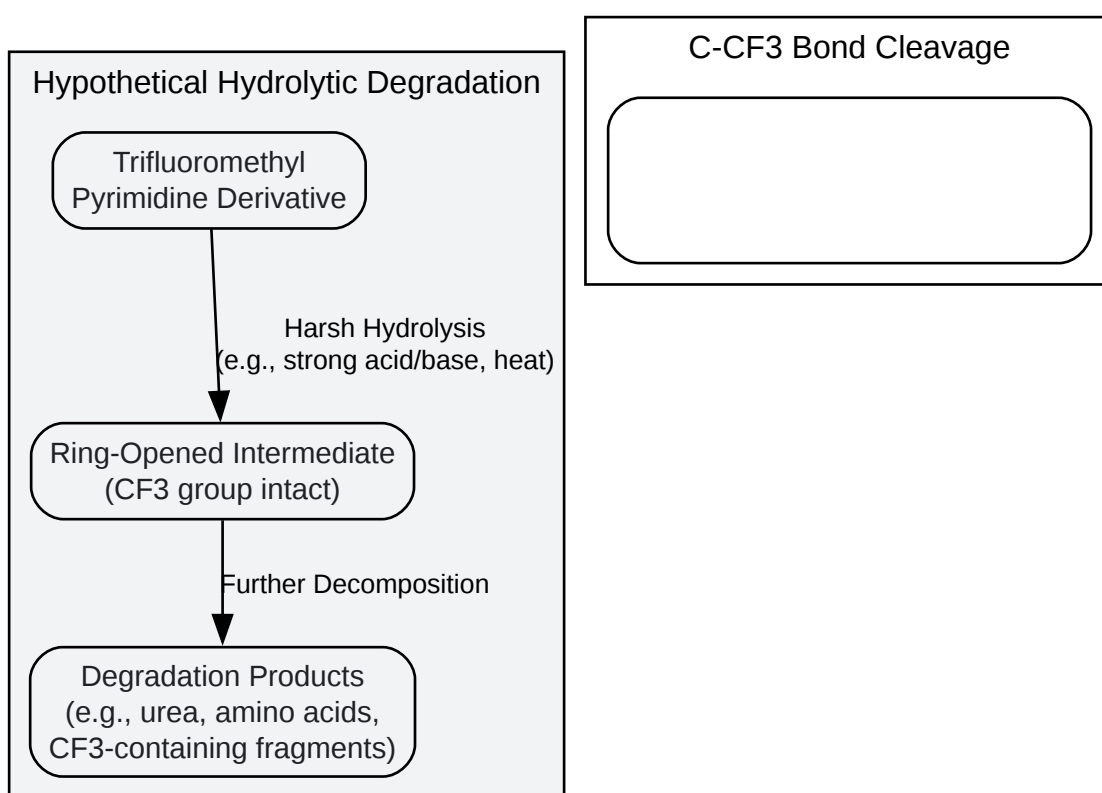 Hypothetical Hydrolytic Degradation
Trifluoromethyl
Pyrimidine Derivative
Harsh Hydrolysis
(e.g., strong acid/base, heat)
Ring-Opened Intermediate
(CF3 group intact)
Further Decomposition
Degradation Products
(e.g., urea, amino acids,
CF3-containing fragments)
C-CF3 Bond Cleavage